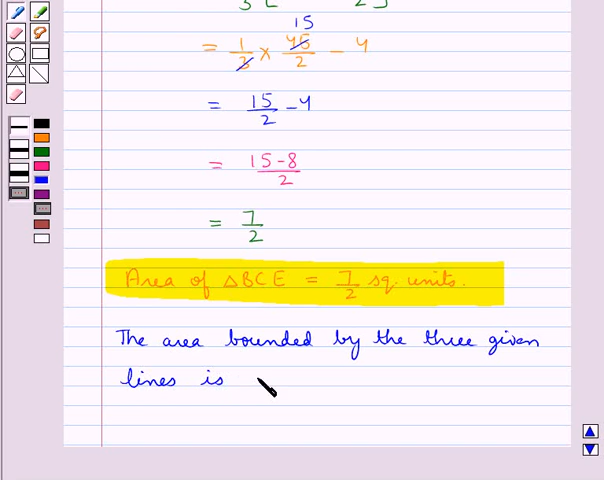 15
= 1/3 × 45/2 - 4
= 15/2 - 4
= 15-8/2
= 7/2
Area of △BCE = 7/2 sq. units.
The area bounded by the three given
lines is